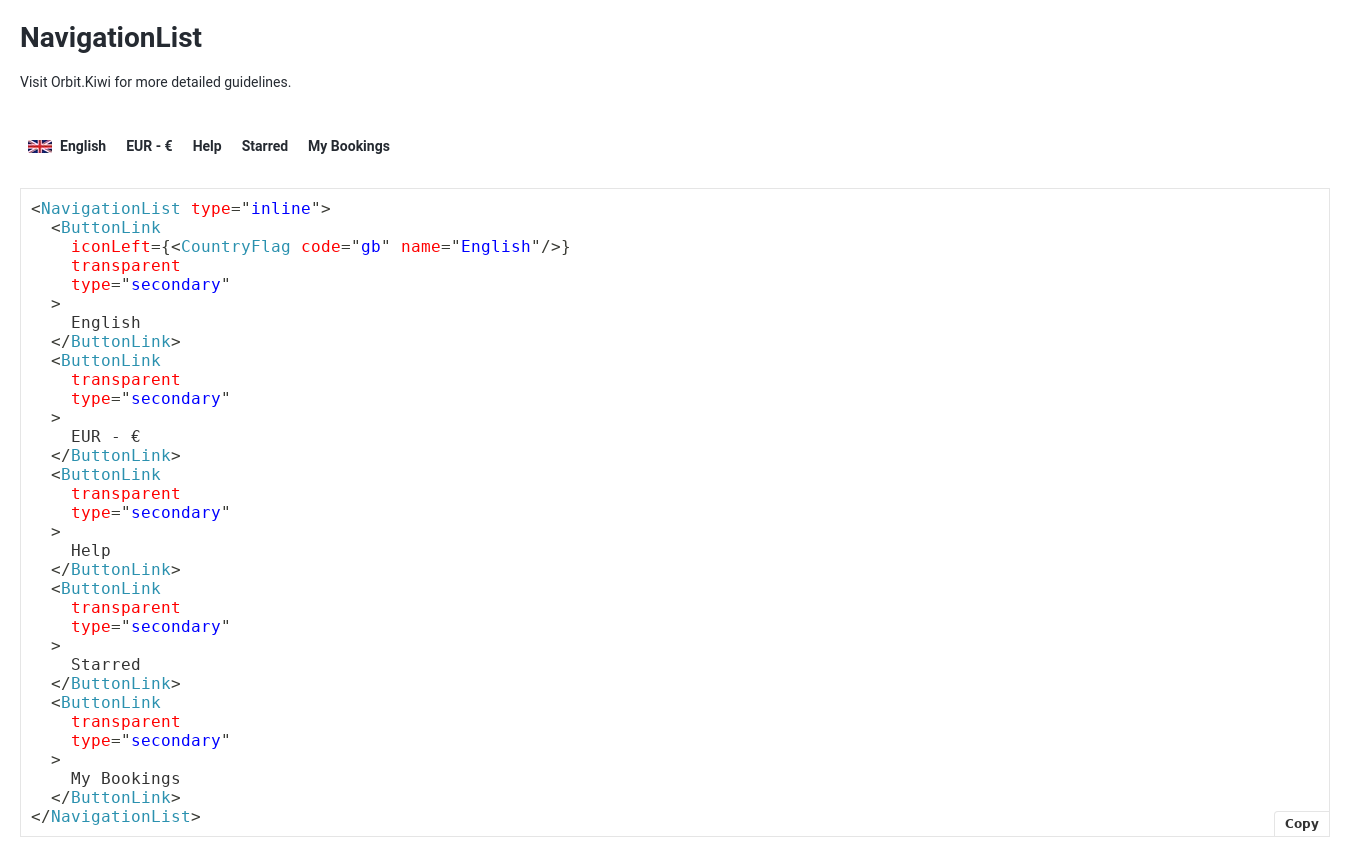 NavigationList
Visit Orbit.Kiwi for more detailed guidelines.
English EUR - € Help Starred My Bookings
<NavigationList type="inline">
  <ButtonLink
    iconLeft={<CountryFlag code="gb" name="English"/>}
    transparent
    type="secondary"
  >
    English
  </ButtonLink>
  <ButtonLink
    transparent
    type="secondary"
  >
    EUR - €
  </ButtonLink>
  <ButtonLink
    transparent
    type="secondary"
  >
    Help
  </ButtonLink>
  <ButtonLink
    transparent
    type="secondary"
  >
    Starred
  </ButtonLink>
  <ButtonLink
    transparent
    type="secondary"
  >
    My Bookings
  </ButtonLink>
</NavigationList>
Copy